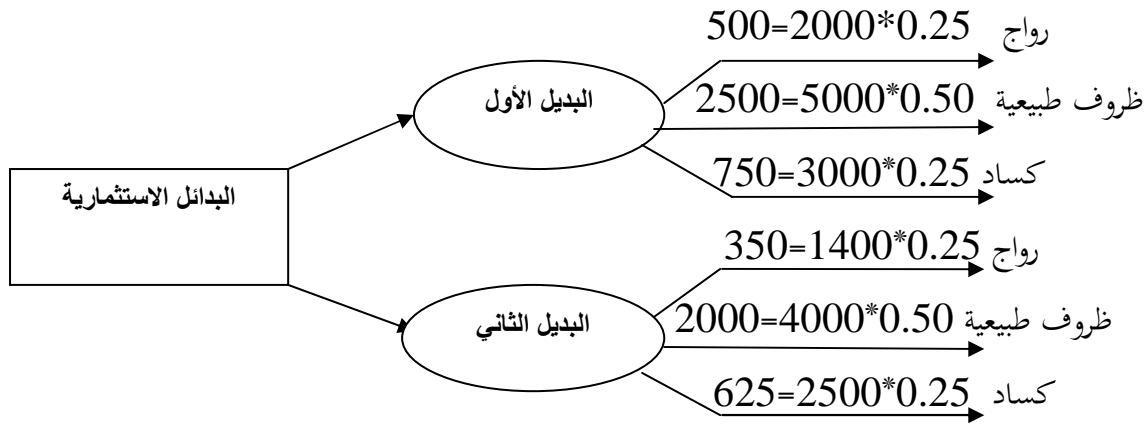 رواج 500=2000*0.25
البديل الأول
ظروف طبيعية 2500=5000*0.50
كساد 750=3000*0.25
البدائل الاستثمارية
رواج 350=1400*0.25
البديل الثاني
ظروف طبيعية 2000=4000*0.50
كساد 625=2500*0.25